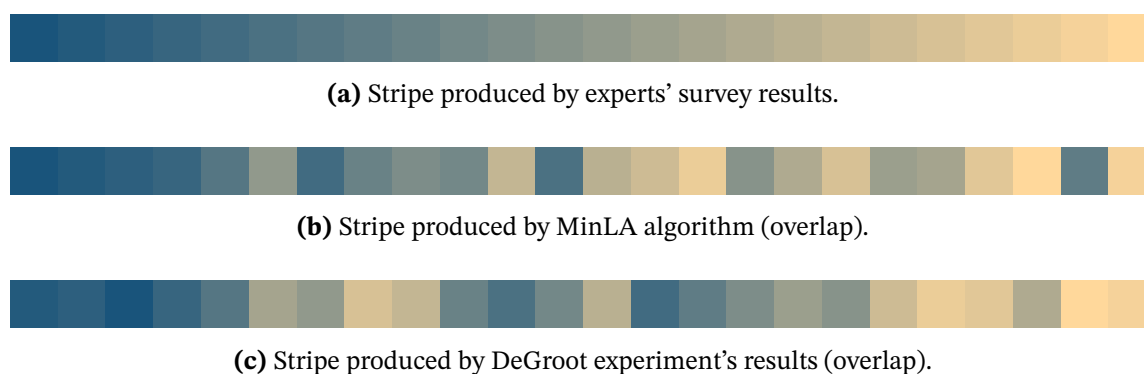 (a) Stripe produced by experts’ survey results.
(b) Stripe produced by MinLA algorithm (overlap).
(c) Stripe produced by DeGroot experiment’s results (overlap).